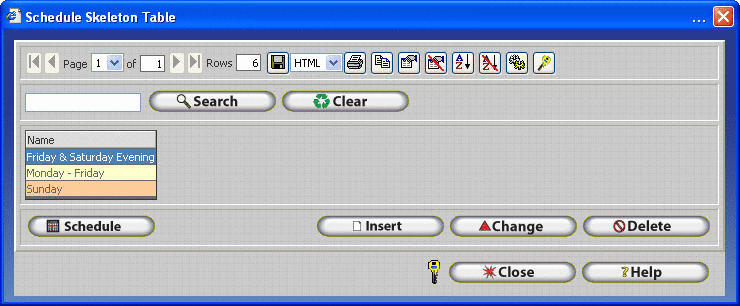 Schedule Skeleton Table ...
Page 1 of 1 Rows 6 HTML
Search Clear
Name
Friday & Saturday Evening
Monday - Friday
Sunday
Schedule Insert Change Delete
Close Help